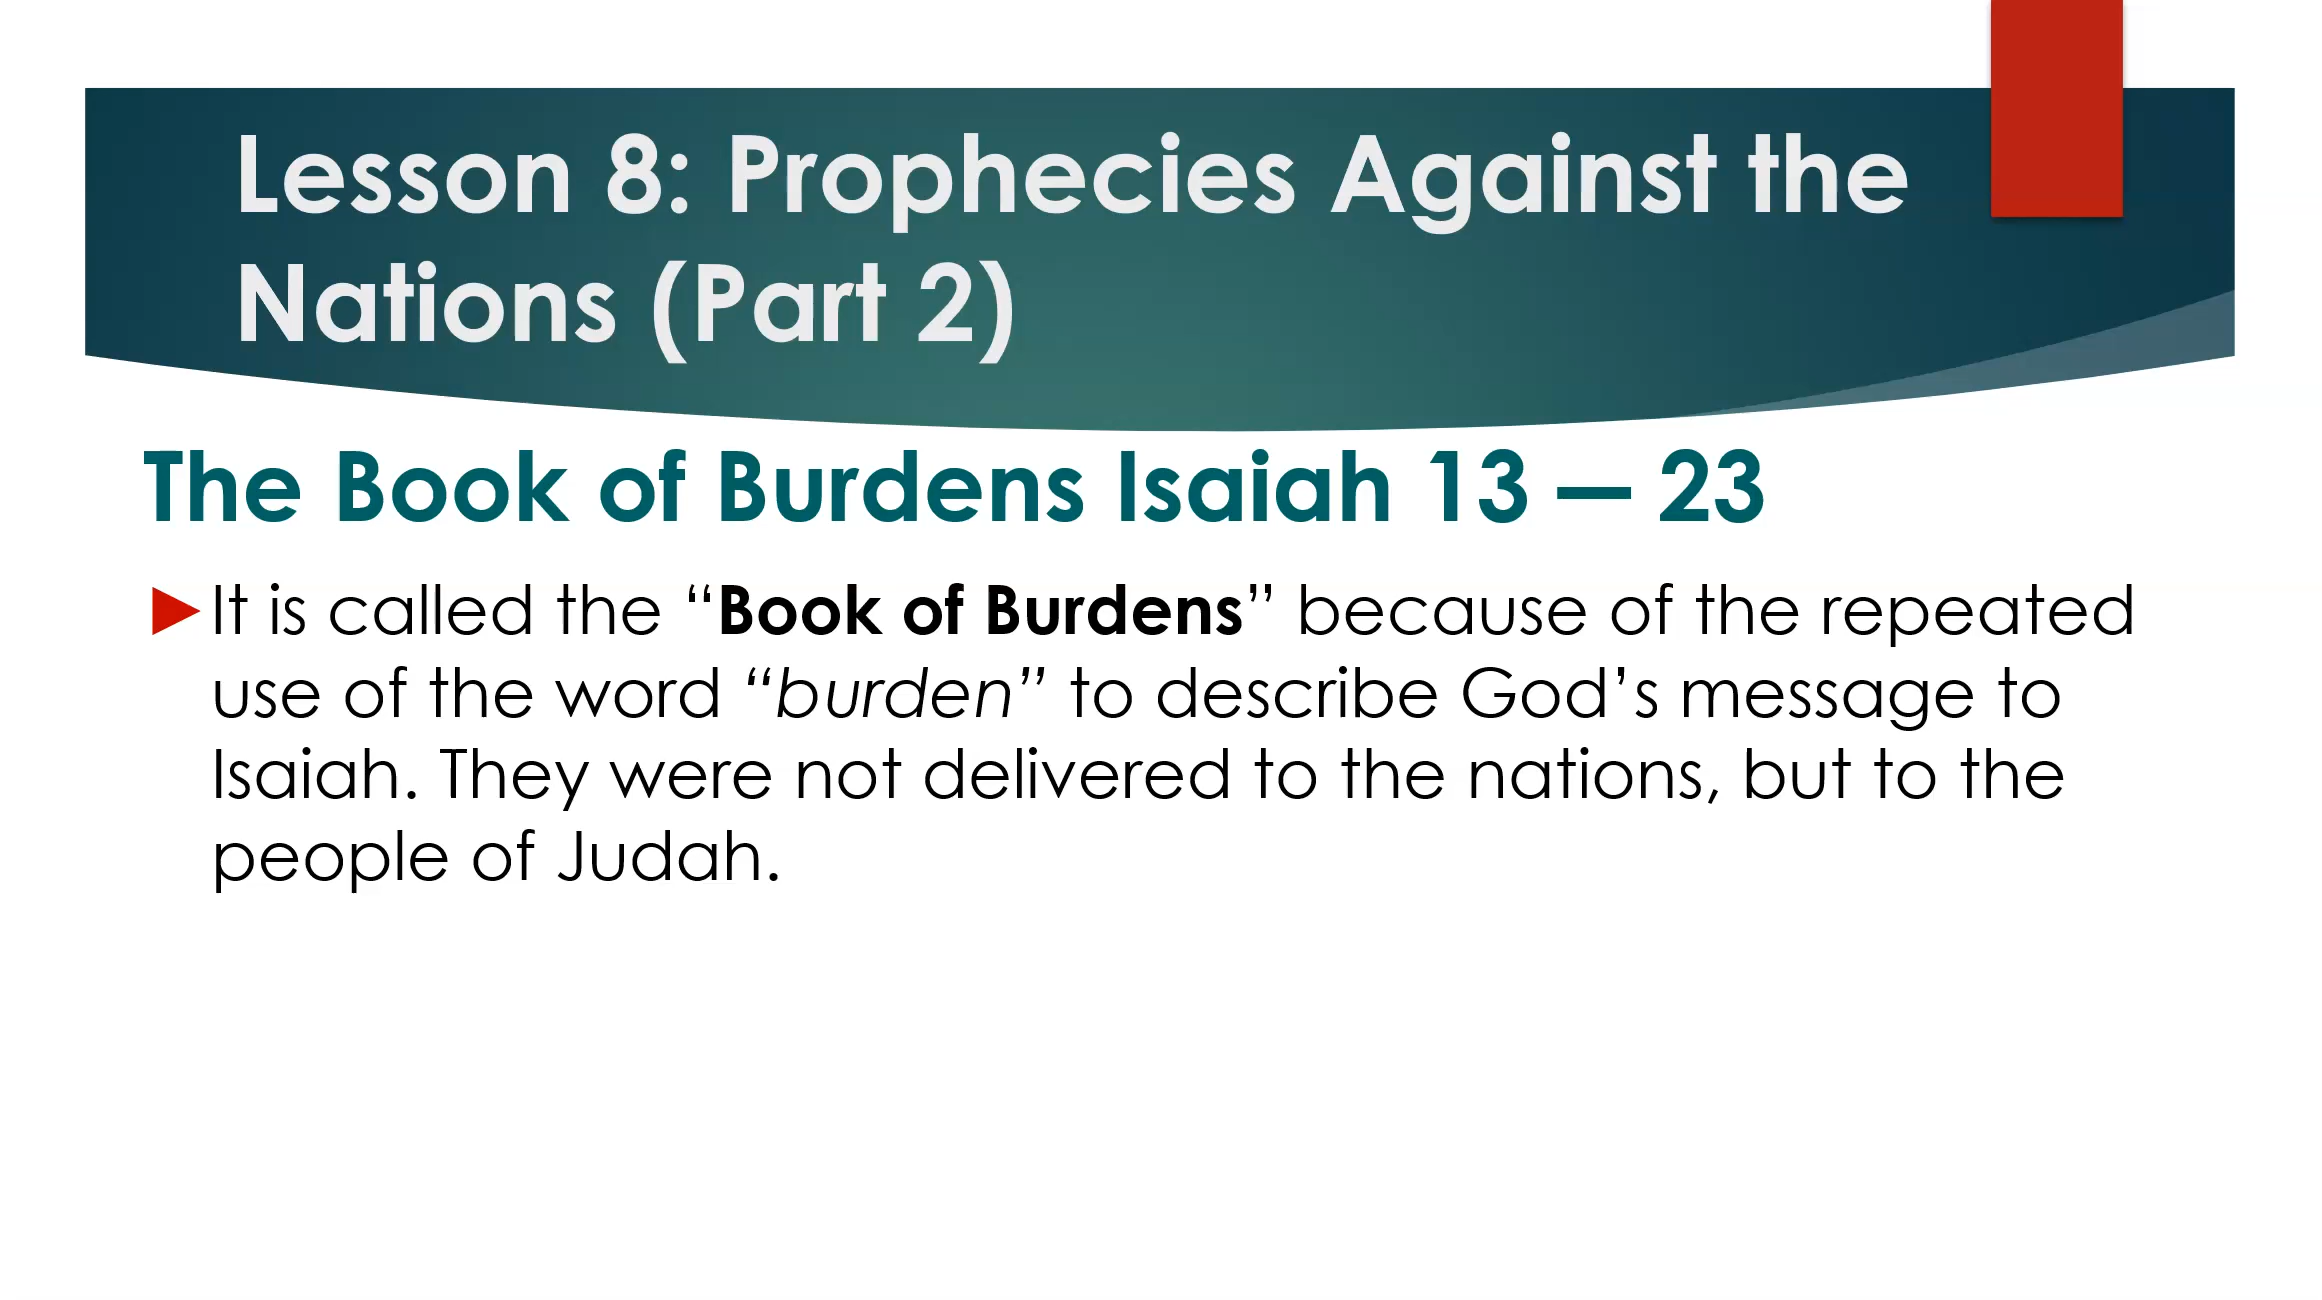 Lesson 8: Prophecies Against the
Nations (Part 2)
The Book of Burdens Isaiah 13 — 23
►It is called the “Book of Burdens” because of the repeated
use of the word “burden” to describe God’s message to
Isaiah. They were not delivered to the nations, but to the
people of Judah.